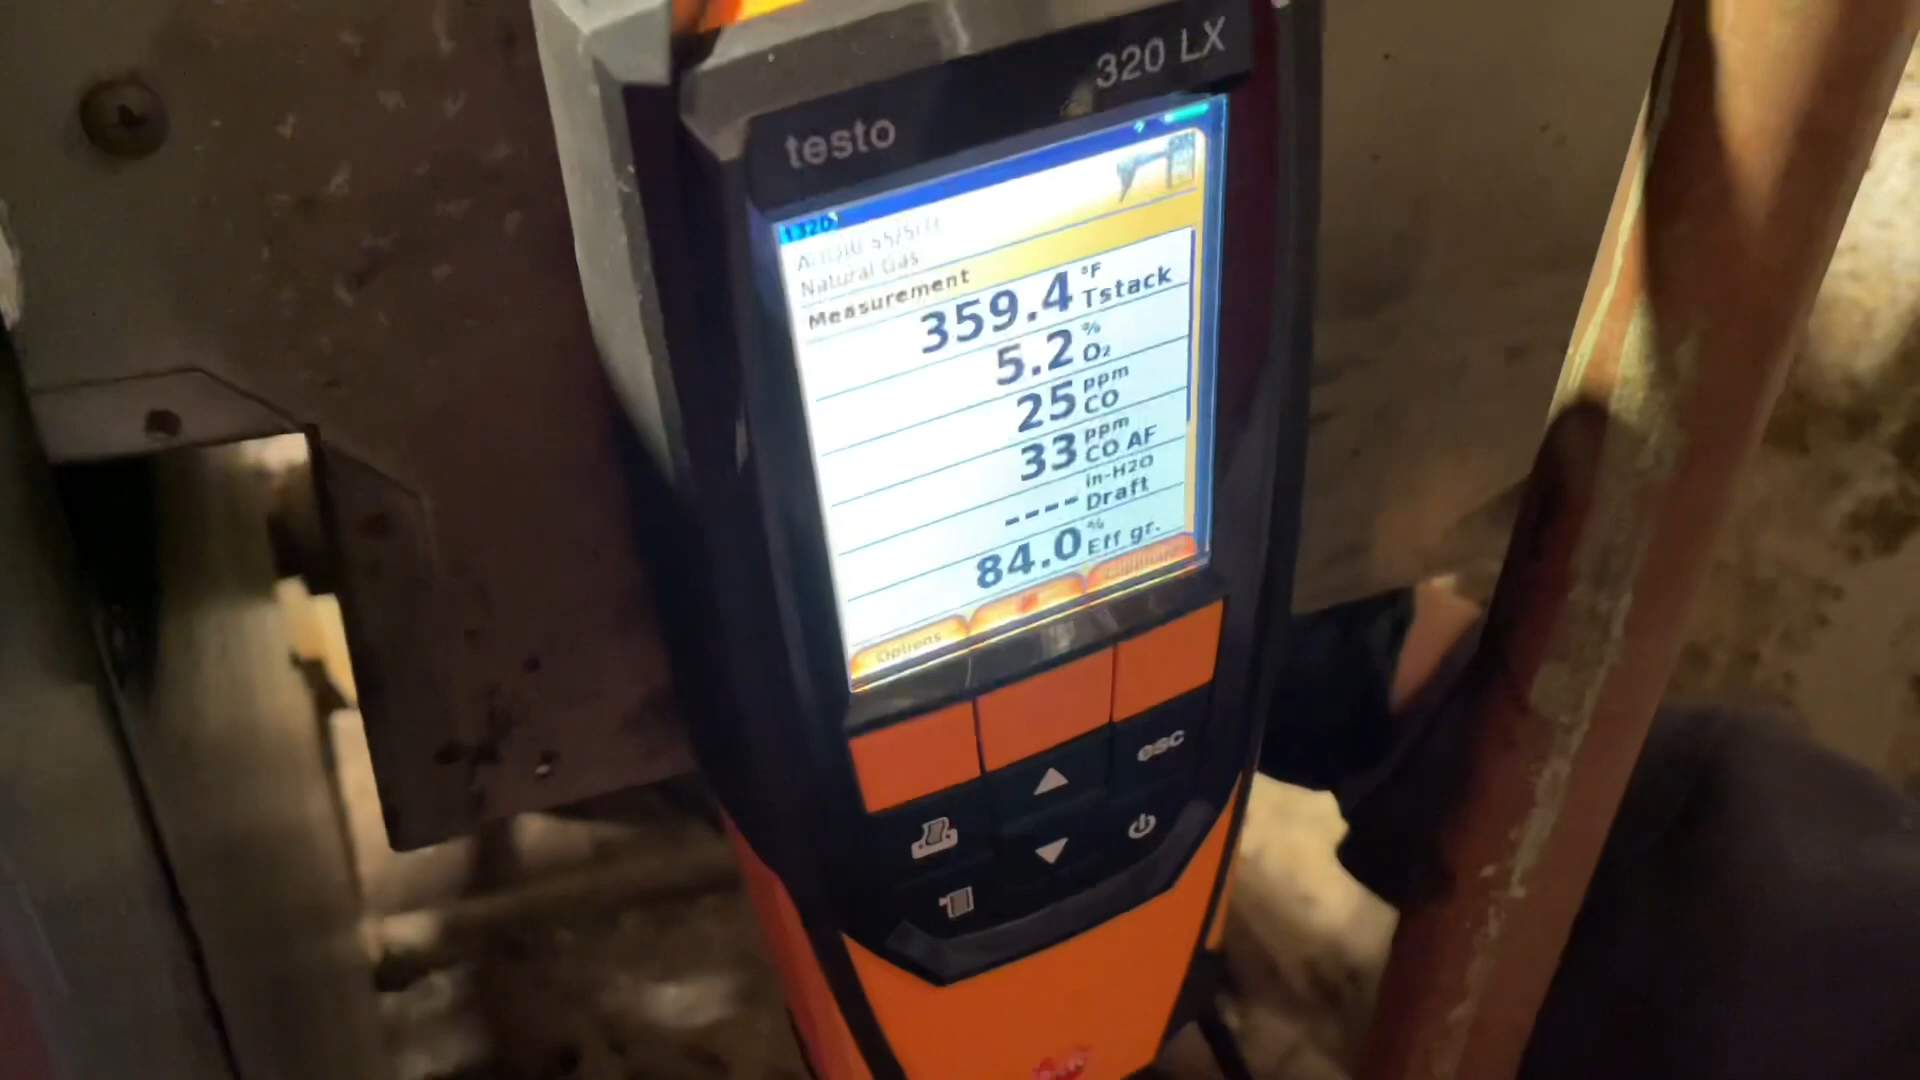 320 LX
testo
t320
Natural Gas
Measurement
359.4 °F Tstack
5.2 % O₂
25 ppm CO
33 ppm CO AF
---- in-H2O Draft
84.0 % Eff gr.
Options
esc